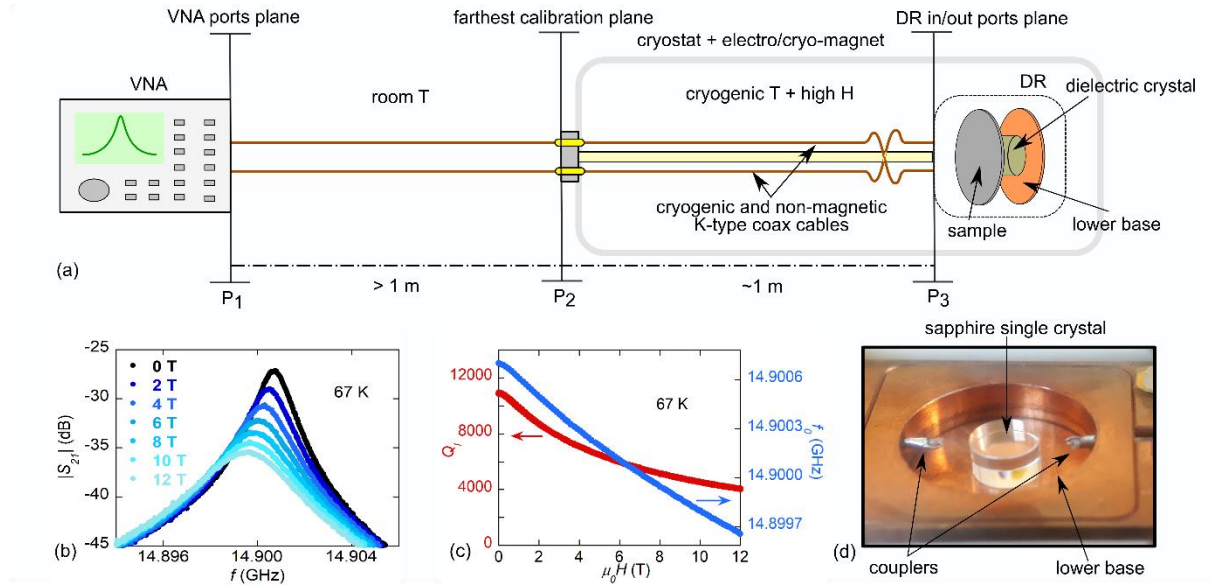 VNA ports plane
farthest calibration plane
DR in/out ports plane
cryostat + electro/cryo-magnet
VNA
DR
dielectric crystal
room T
cryogenic T + high H
cryogenic and non-magnetic
K-type coax cables
sample
lower base
(a)
P1
> 1 m
P2
~1 m
P3
-25
-30
-35
-40
-45
|S21| (dB)
0 T
2 T
4 T
6 T
8 T
10 T
12 T
67 K
14.896
14.900
14.904
f (GHz)
(b)
12000
8000
4000
0
Ql
67 K
14.9006
14.9003
14.9000
14.8997
f0 (GHz)
0
2
4
6
8
10
12
μ0H (T)
(c)
sapphire single crystal
(d)
couplers
lower base